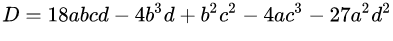 D = 18abcd − 4b³d + b²c² − 4ac³ − 27a²d²